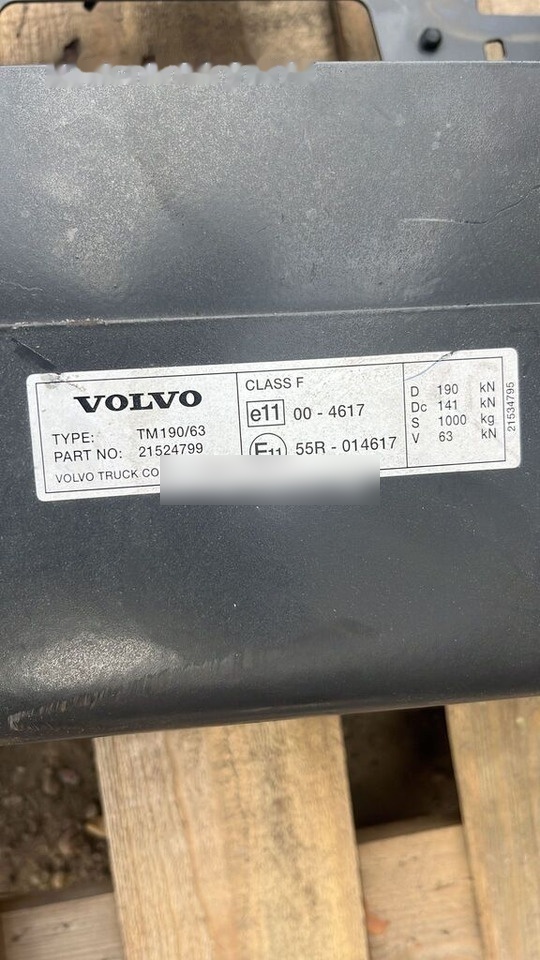 VOLVO
TYPE: TM190/63
PART NO: 21524799
VOLVO TRUCK
CLASS F
e11 00 - 4617
E11 55R - 014617
D 190 kN
Dc 141 kN
S 1000 kg
V 63 kN
21534795